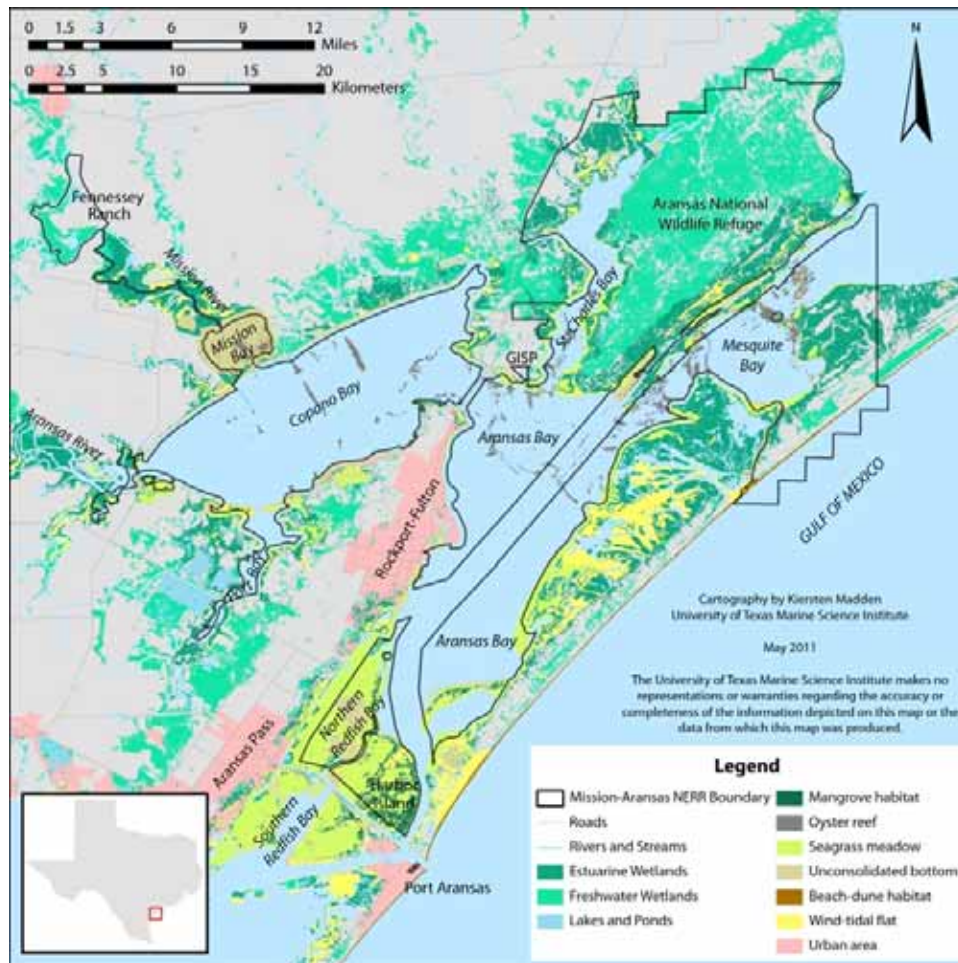 0 1.5 3 6 9 12
Miles
0 2.5 5 10 15 20
Kilometers
N
Fennessey
Ranch
Aransas National
Wildlife Refuge
Mission River
St. Charles Bay
Mission
Bay
Mesquite
Bay
GISP
Copano Bay
Aransas River
Aransas Bay
GULF OF MEXICO
Rockport-Fulton
Port Bay
Cartography by Kiersten Madden
University of Texas Marine Science Institute
May 2011
Aransas Bay
The University of Texas Marine Science Institute makes no
representations or warranties regarding the accuracy or
completeness of the information depicted on this map or the
data from which this map was produced.
Northern
Redfish Bay
Aransas Pass
Harbor
Island
Southern
Redfish Bay
Port Aransas
Legend
Mission-Aransas NERR Boundary
Roads
Rivers and Streams
Estuarine Wetlands
Freshwater Wetlands
Lakes and Ponds
Mangrove habitat
Oyster reef
Seagrass meadow
Unconsolidated bottom
Beach-dune habitat
Wind-tidal flat
Urban area